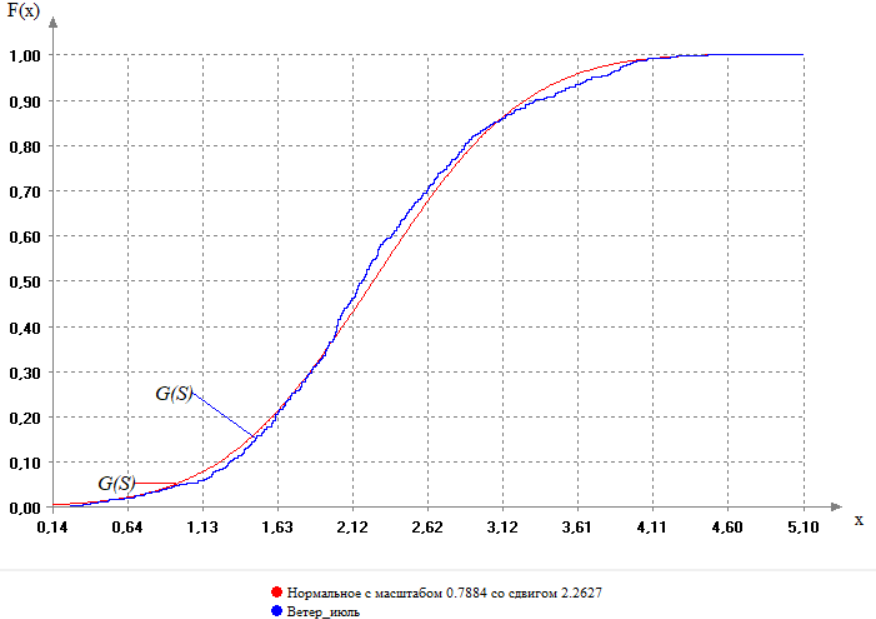 F(x)
1,00
0,90
0,80
0,70
0,60
0,50
0,40
0,30
0,20
0,10
0,00
G(S)
G(S)
0,14 0,64 1,13 1,63 2,12 2,62 3,12 3,61 4,11 4,60 5,10
x
Нормальное с масштабом 0.7884 со сдвигом 2.2627
Ветер_июль